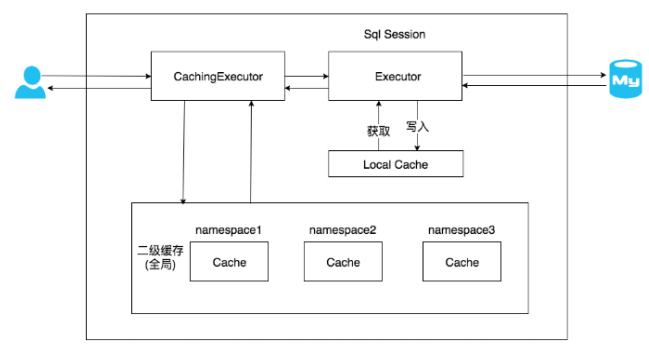 Sql Session
CachingExecutor
Executor
My
获取
写入
Local Cache
二级缓存
(全局)
namespace1
namespace2
namespace3
Cache
Cache
Cache